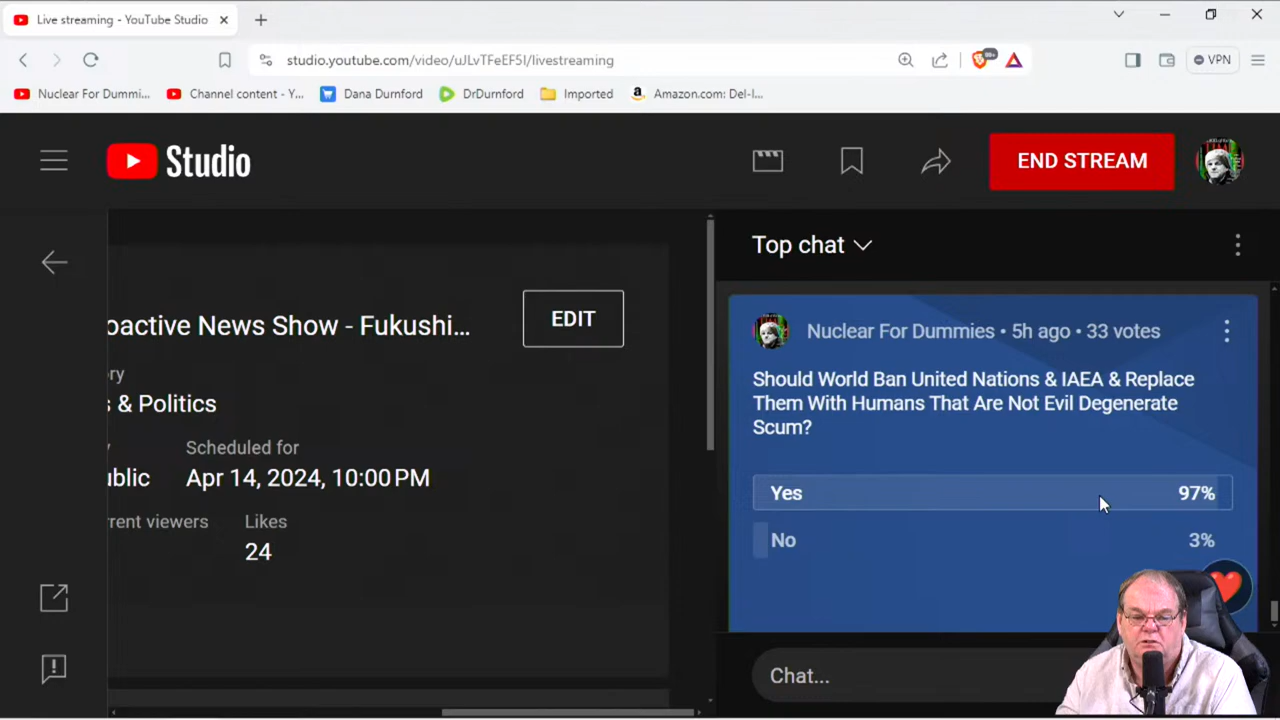 Live streaming - YouTube Studio
studio.youtube.com/video/uJLvTFeEF5I/livestreaming
99+
VPN
Nuclear For Dummi...
Channel content - Y...
Dana Durnford
DrDurnford
Imported
Amazon.com: Del-I...
Studio
END STREAM
Top chat
oactive News Show - Fukushi...
EDIT
ry
s & Politics
Scheduled for
ublic
Apr 14, 2024, 10:00 PM
rent viewers
Likes
24
Nuclear For Dummies • 5h ago • 33 votes
Should World Ban United Nations & IAEA & Replace
Them With Humans That Are Not Evil Degenerate
Scum?
Yes 97%
No 3%
Chat...